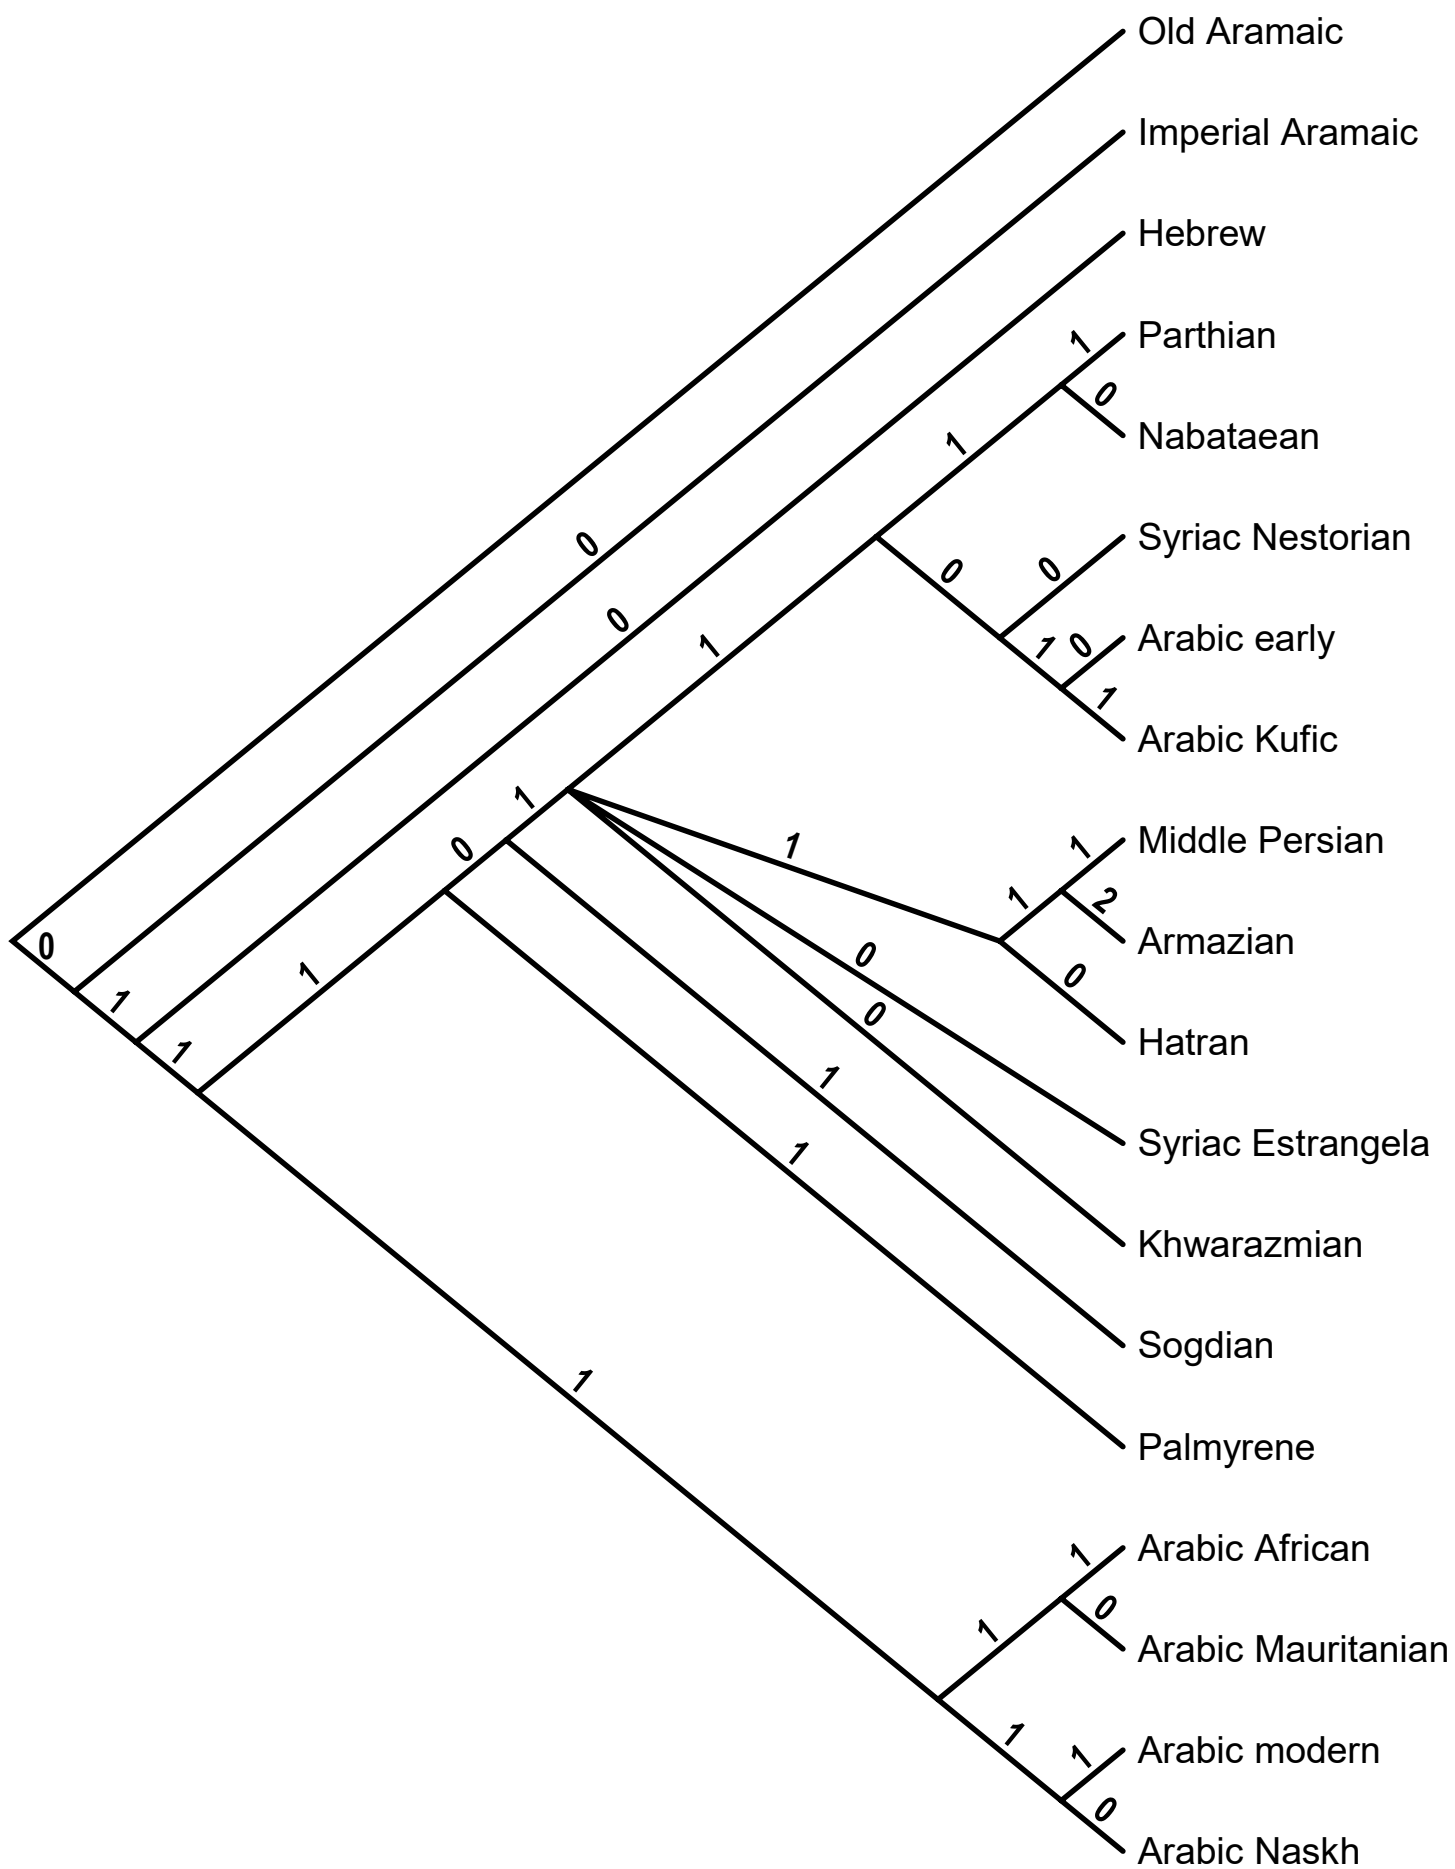 Old Aramaic
Imperial Aramaic
Hebrew
1 Parthian
0
Nabataean
1
0
Syriac Nestorian
0
0
0
1 0 Arabic early
1
1
Arabic Kufic
1
1
1 Middle Persian
0
1
2
Armazian
0
0
0
Hatran
1
0
1
1
1
Syriac Estrangela
1
Khwarazmian
Sogdian
1
Palmyrene
1 Arabic African
0
1
Arabic Mauritanian
1
1 Arabic modern
0
Arabic Naskh